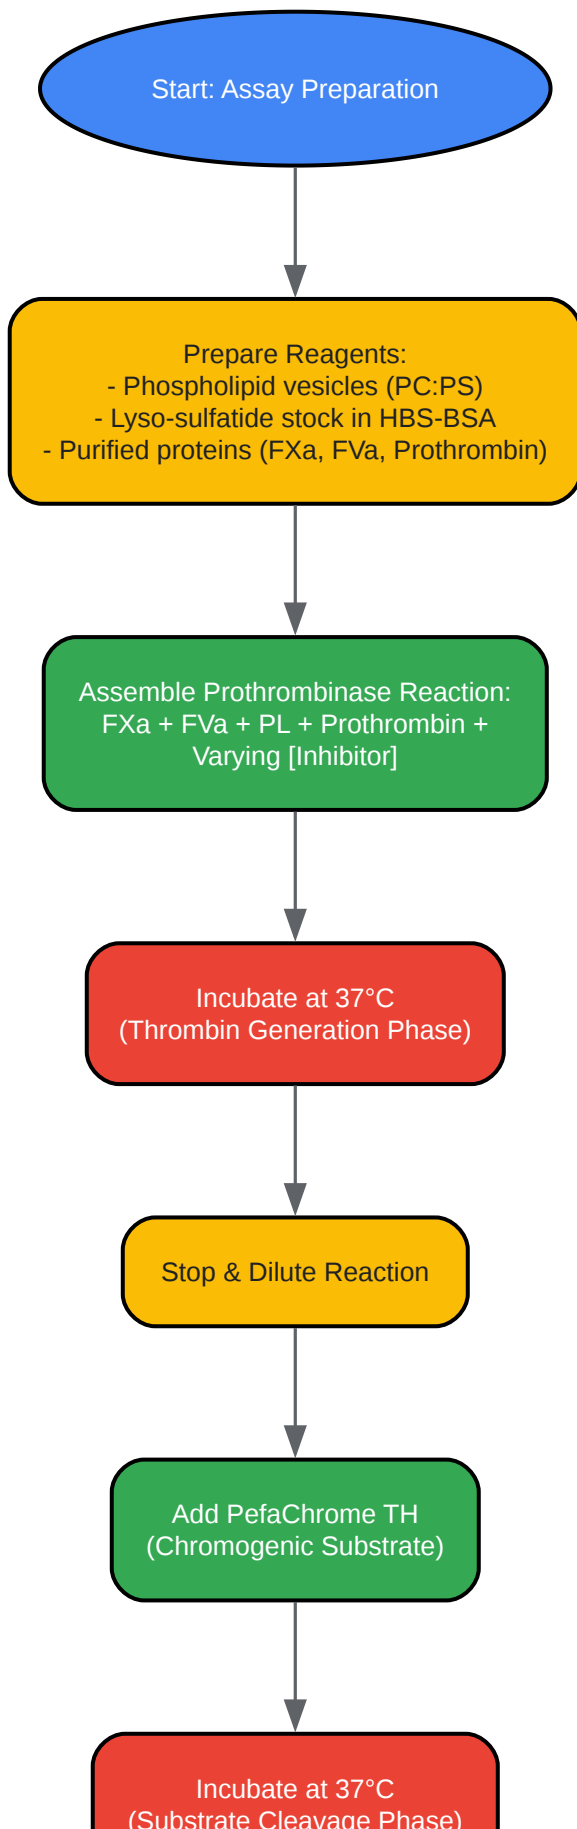 Start: Assay Preparation
Prepare Reagents:
- Phospholipid vesicles (PC:PS)
- Lyso-sulfatide stock in HBS-BSA
- Purified proteins (FXa, FVa, Prothrombin)
Assemble Prothrombinase Reaction:
FXa + FVa + PL + Prothrombin +
Varying [Inhibitor]
Incubate at 37°C
(Thrombin Generation Phase)
Stop & Dilute Reaction
Add PefaChrome TH
(Chromogenic Substrate)
Incubate at 37°C
(Substrate Cleavage Phase)